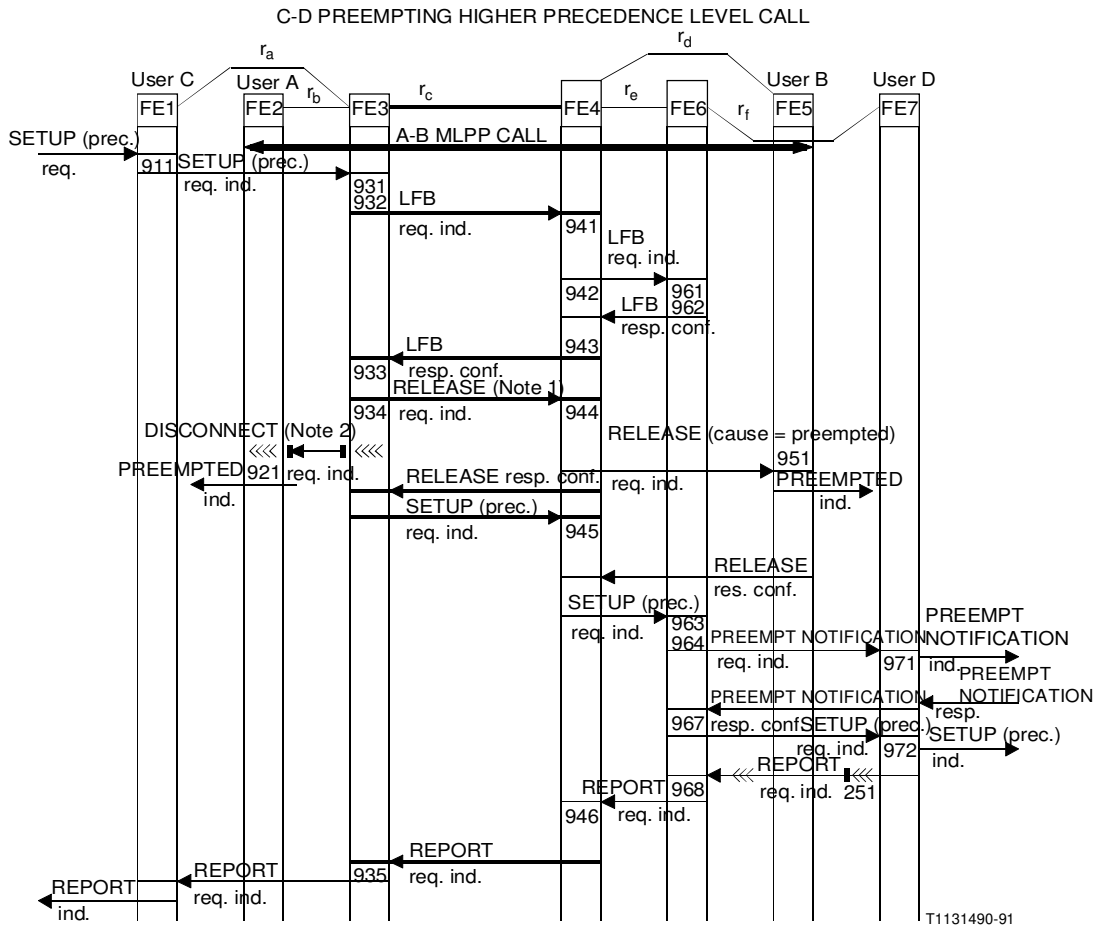 C-D PREEMPTING HIGHER PRECEDENCE LEVEL CALL
rd
ra
User C
User A
User B
User D
rb
rc
re
rf
FE1
FE2
FE3
FE4
FE6
FE5
FE7
A-B MLPP CALL
SETUP (prec.)
req.
911
SETUP (prec.)
req. ind.
931
932
LFB
req. ind.
941
LFB
req. ind.
942
961
962
LFB
resp. conf.
943
LFB
resp. conf.
933
RELEASE (Note 1)
req. ind.
934
944
DISCONNECT (Note 2)
req. ind.
RELEASE (cause = preempted)
req. ind.
951
PREEMPTED
ind.
921
RELEASE resp. conf.
PREEMPTED
ind.
SETUP (prec.)
req. ind.
945
RELEASE
res. conf.
SETUP (prec.)
req. ind.
963
964
PREEMPT NOTIFICATION
req. ind.
971
PREEMPT
NOTIFICATION
ind.
PREEMPT
NOTIFICATION
resp.
PREEMPT NOTIFICATION
resp. conf.
967
SETUP (prec.)
req. ind.
972
SETUP (prec.)
ind.
REPORT
req. ind.
251
968
REPORT
req. ind.
946
REPORT
req. ind.
935
REPORT
req. ind.
REPORT
ind.
T1131490-91